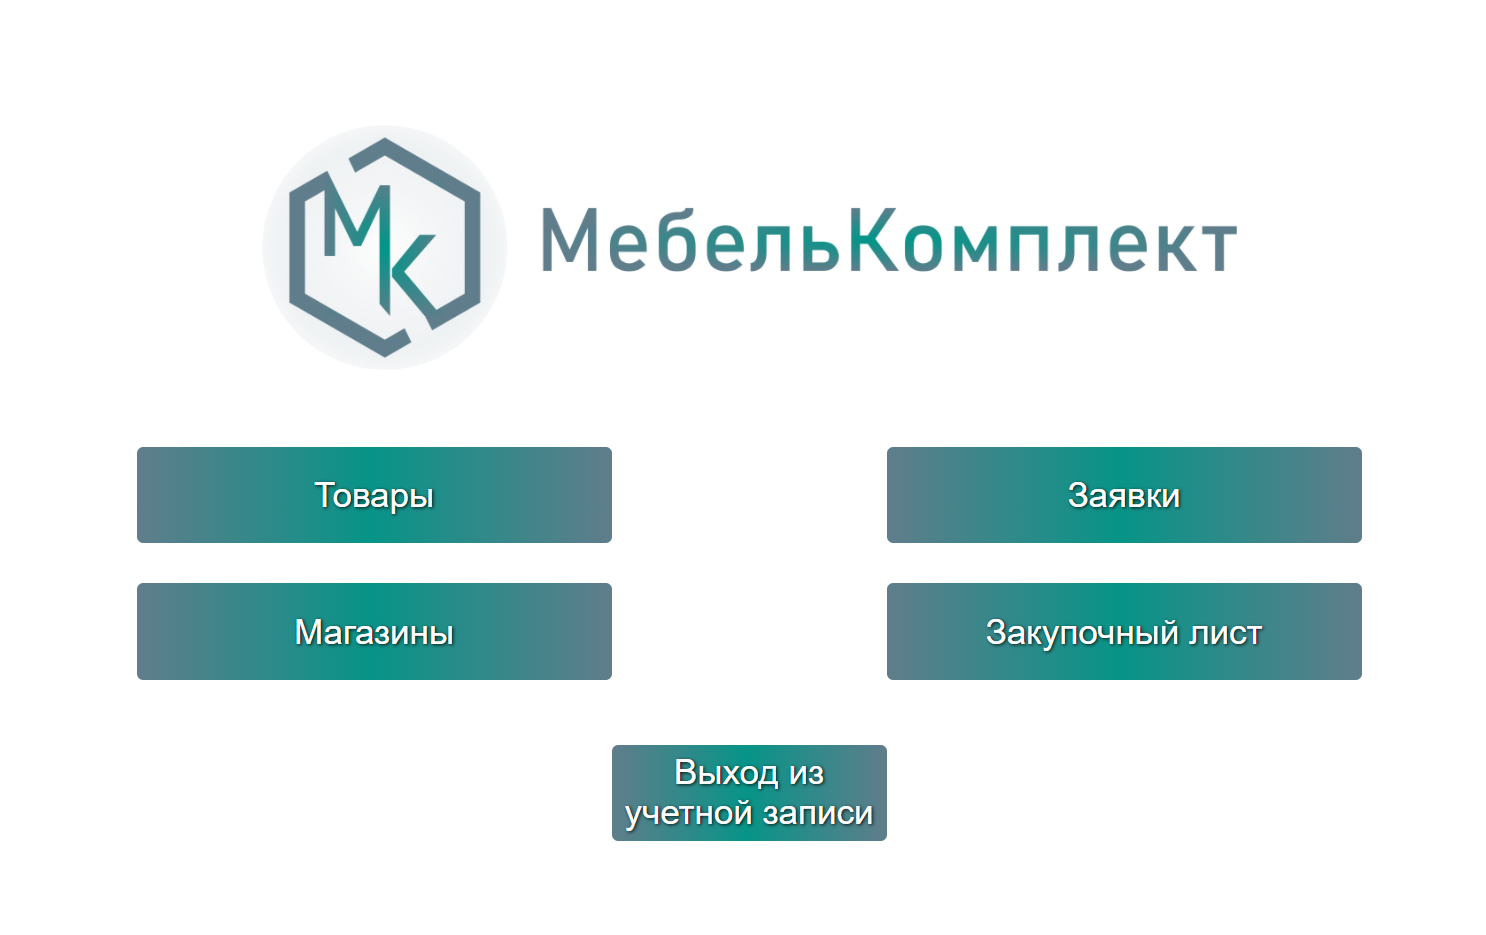 МК
МебельКомплект
Товары
Заявки
Магазины
Закупочный лист
Выход из
учетной записи